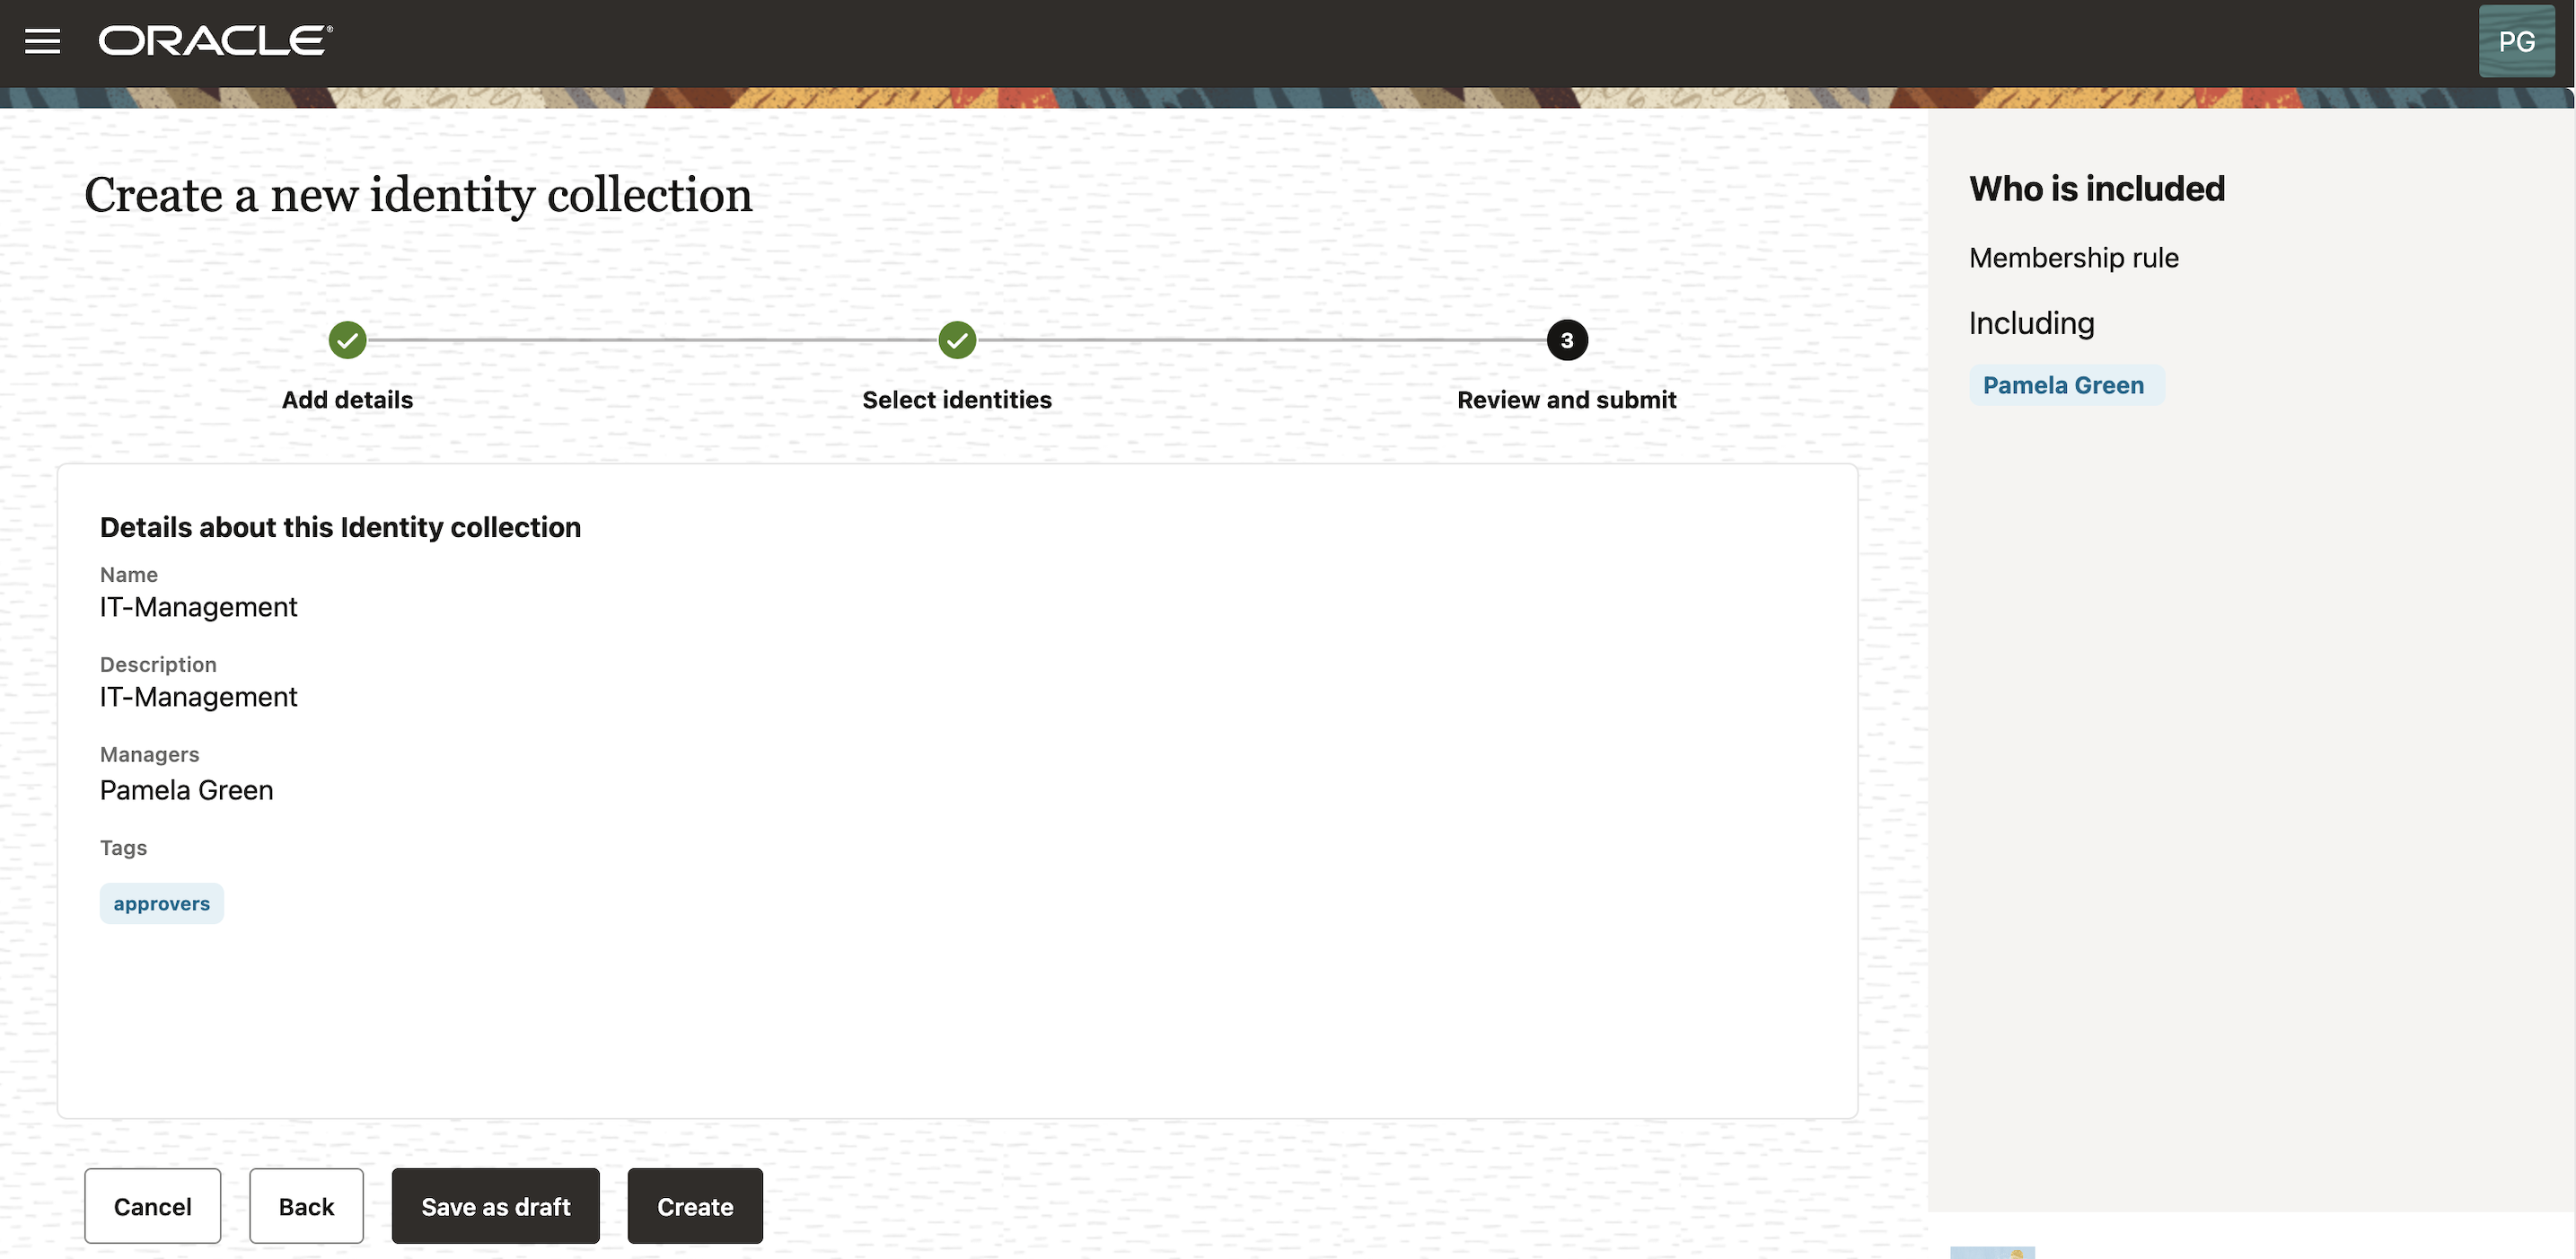 ORACLE
PG
Create a new identity collection
Add details
Select identities
3
Review and submit
Details about this Identity collection
Name
IT-Management
Description
IT-Management
Managers
Pamela Green
Tags
approvers
Cancel
Back
Save as draft
Create
Who is included
Membership rule
Including
Pamela Green